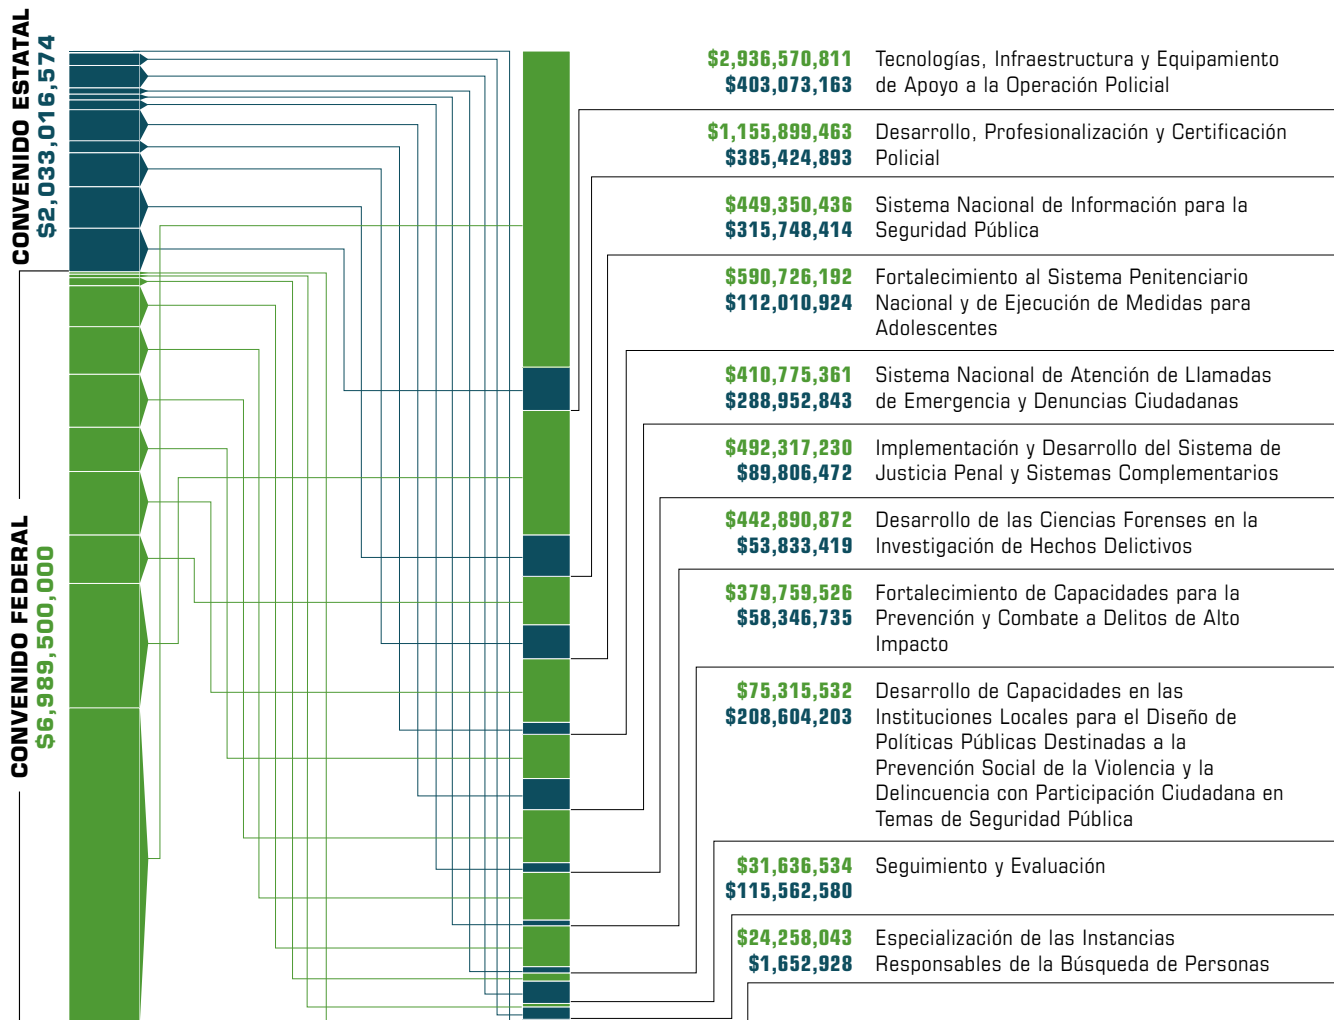 CONVENIDO ESTATAL
$2,033,016,574
CONVENIDO FEDERAL
$6,989,500,000
$2,936,570,811 Tecnologías, Infraestructura y Equipamiento
$403,073,163 de Apoyo a la Operación Policial
$1,155,899,463 Desarrollo, Profesionalización y Certificación
$385,424,893 Policial
$449,350,436 Sistema Nacional de Información para la
$315,748,414 Seguridad Pública
$590,726,192 Fortalecimiento al Sistema Penitenciario
$112,010,924 Nacional y de Ejecución de Medidas para
Adolescentes
$410,775,361 Sistema Nacional de Atención de Llamadas
$288,952,843 de Emergencia y Denuncias Ciudadanas
$492,317,230 Implementación y Desarrollo del Sistema de
$89,806,472 Justicia Penal y Sistemas Complementarios
$442,890,872 Desarrollo de las Ciencias Forenses en la
$53,833,419 Investigación de Hechos Delictivos
$379,759,526 Fortalecimiento de Capacidades para la
$58,346,735 Prevención y Combate a Delitos de Alto
Impacto
$75,315,532 Desarrollo de Capacidades en las
$208,604,203 Instituciones Locales para el Diseño de
Políticas Públicas Destinadas a la
Prevención Social de la Violencia y la
Delincuencia con Participación Ciudadana en
Temas de Seguridad Pública
$31,636,534 Seguimiento y Evaluación
$115,562,580
$24,258,043 Especialización de las Instancias
$1,652,928 Responsables de la Búsqueda de Personas